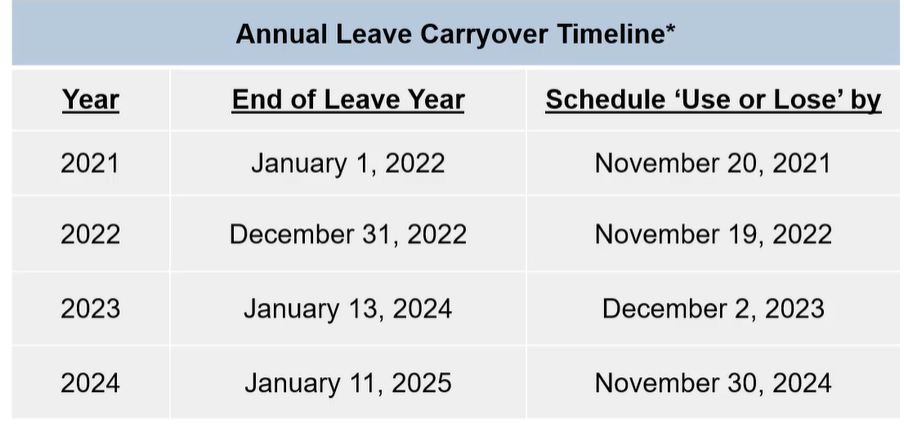 Annual Leave Carryover Timeline*
Year End of Leave Year Schedule ‘Use or Lose’ by
2021 January 1, 2022 November 20, 2021
2022 December 31, 2022 November 19, 2022
2023 January 13, 2024 December 2, 2023
2024 January 11, 2025 November 30, 2024